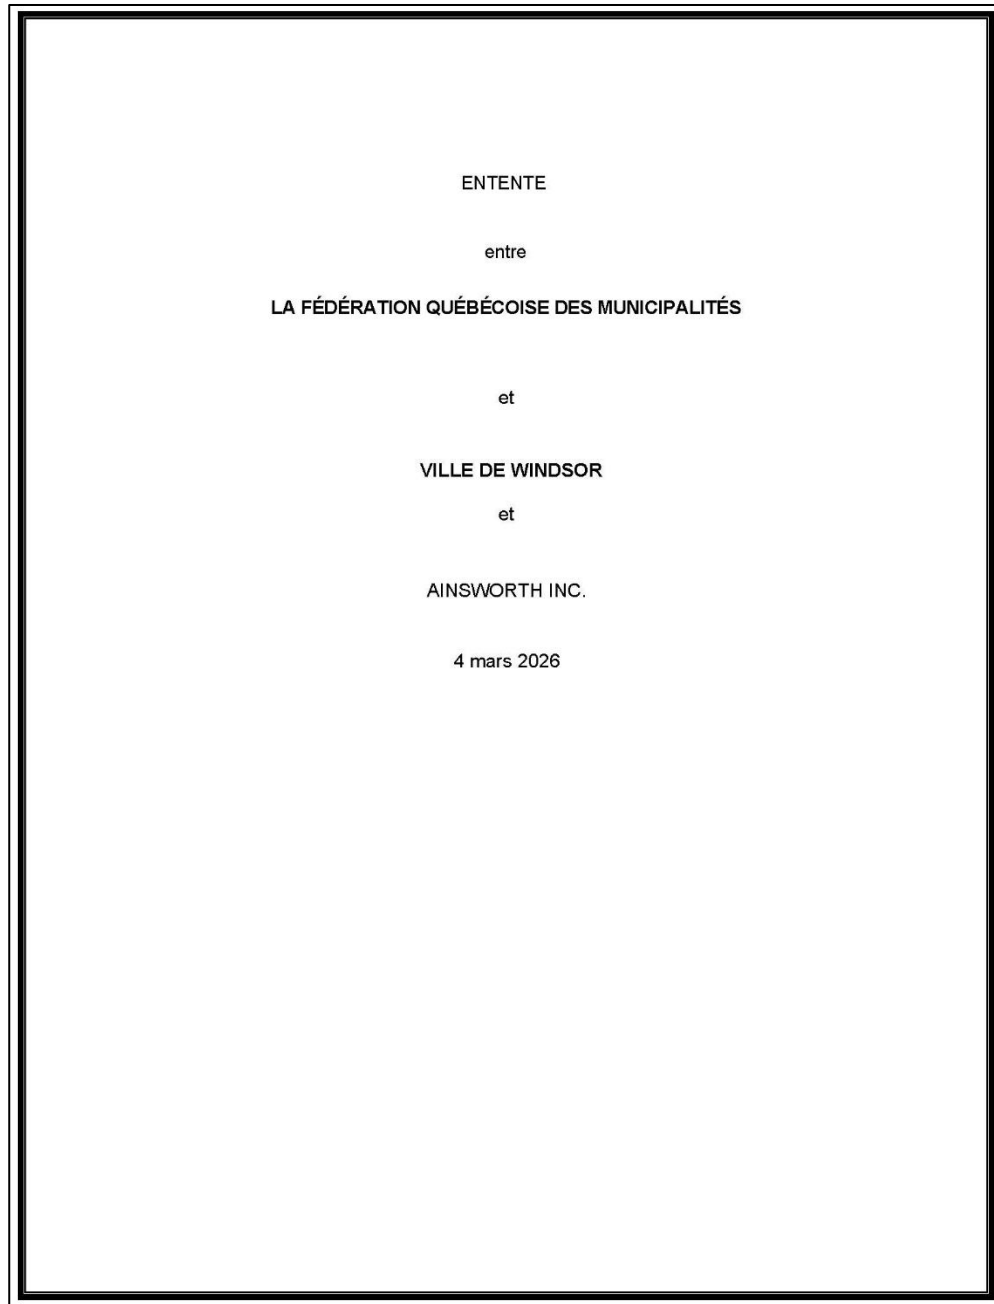 ENTENTE
entre
LA FÉDÉRATION QUÉBÉCOISE DES MUNICIPALITÉS
et
VILLE DE WINDSOR
et
AINSWORTH INC.
4 mars 2026